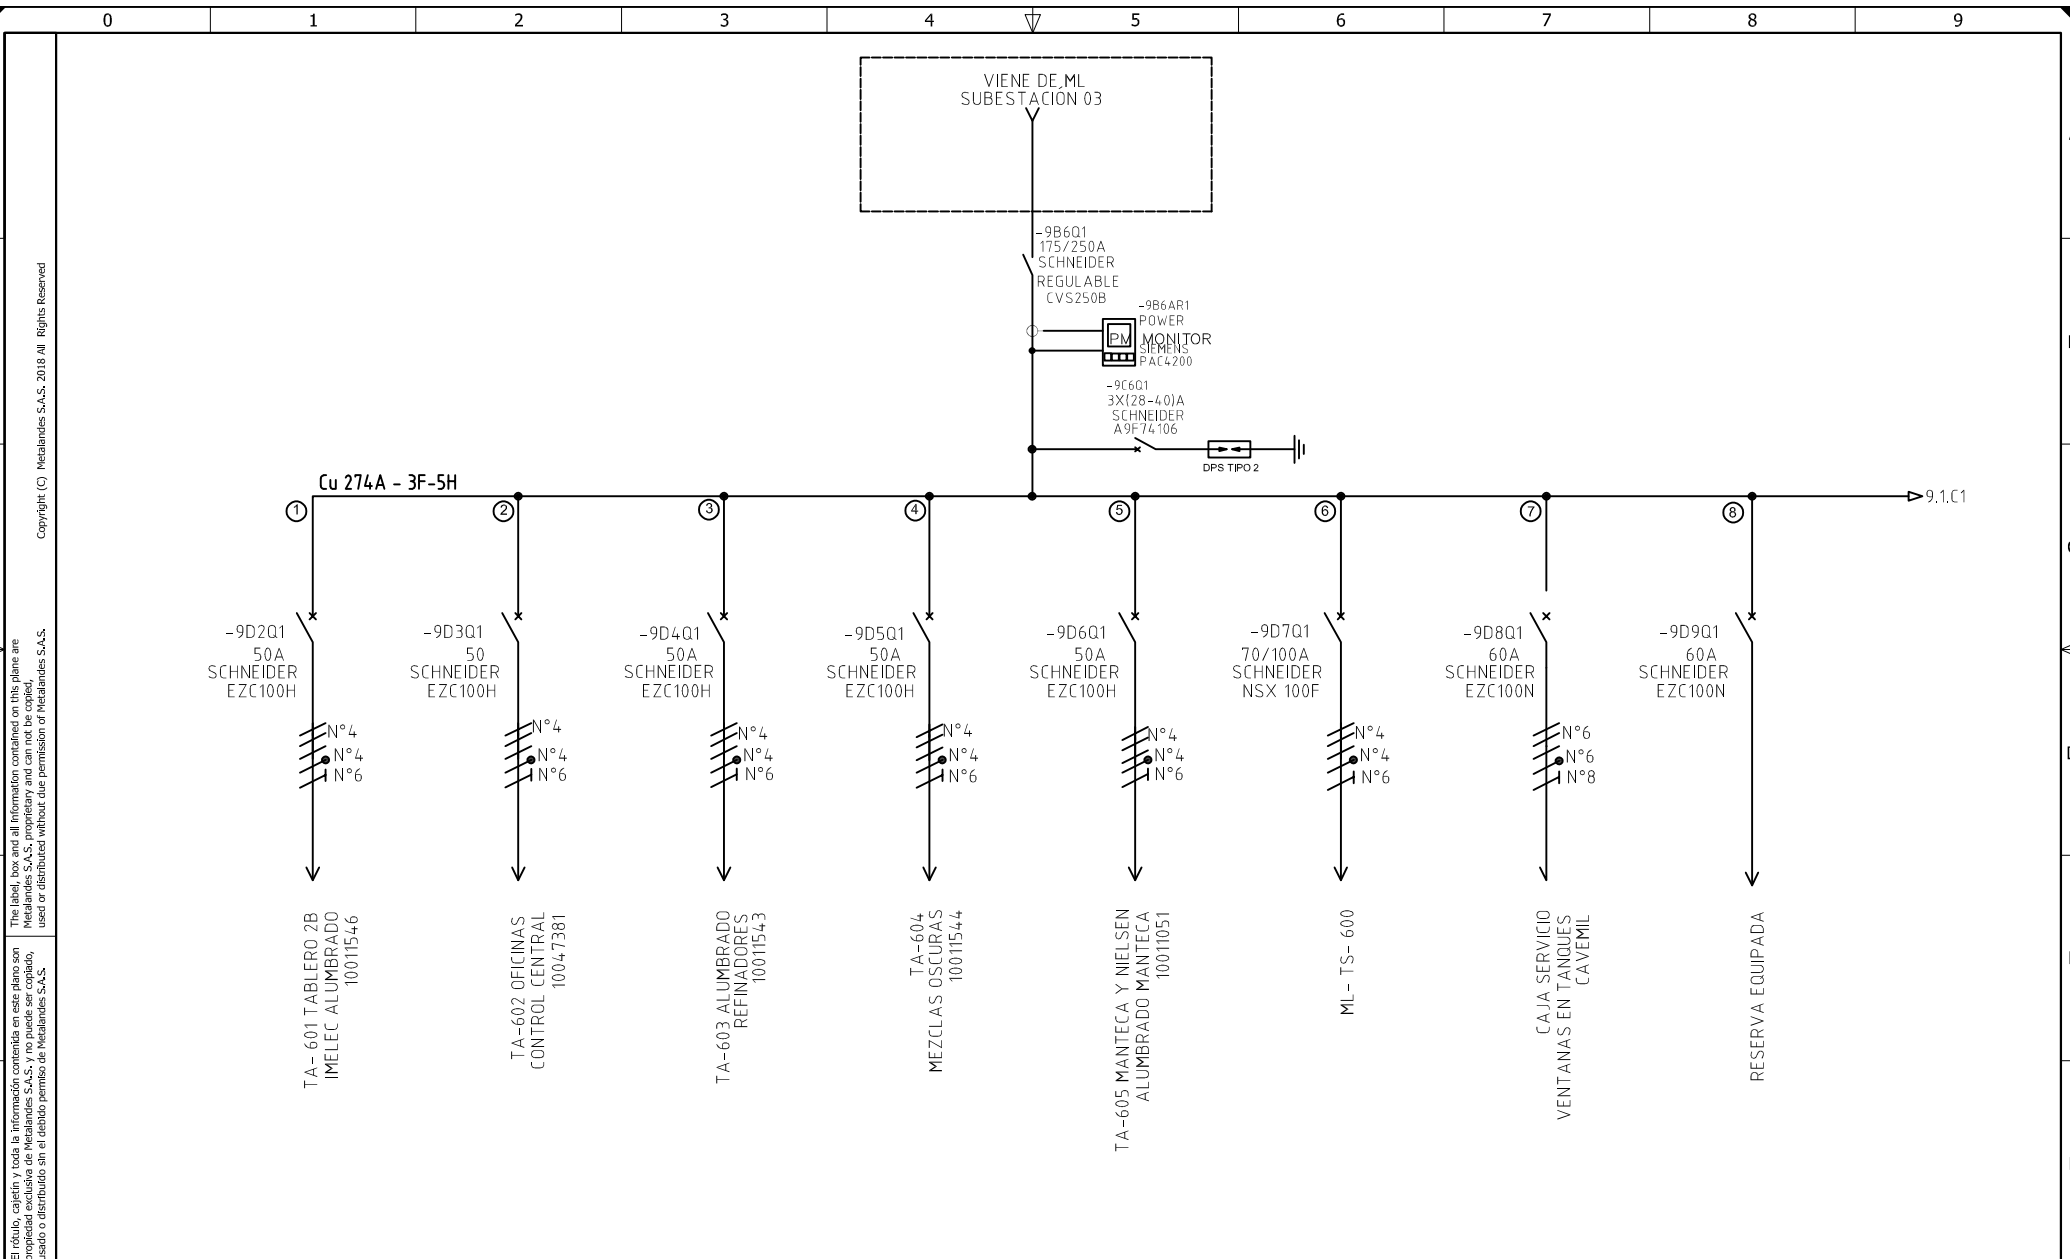 0 1 2 3 4 5 6 7 8 9
VIENE DE ML
SUBESTACIÓN 03
-9B6Q1
175/250A
SCHNEIDER
REGULABLE
CVS250B
-9B6AR1
POWER
PM MONITOR
SIEMENS
PAC4200
-9C6Q1
3X(28-40)A
SCHNEIDER
A9F74106
DPS TIPO 2
Cu 274A - 3F-5H
9.1.C1
1 2 3 4 5 6 7 8
-9D2Q1
50A
SCHNEIDER
EZC100H
N°4
N°4
N°6
TA- 601 TABLERO 2B
IMELEC ALUMBRADO
10011546
-9D3Q1
50
SCHNEIDER
EZC100H
N°4
N°4
N°6
TA-602 OFICINAS
CONTROL CENTRAL
10047381
-9D4Q1
50A
SCHNEIDER
EZC100H
N°4
N°4
N°6
TA-603 ALUMBRADO
REFINADORES
10011543
-9D5Q1
50A
SCHNEIDER
EZC100H
N°4
N°4
N°6
TA-604
MEZCLAS OSCURAS
10011544
-9D6Q1
50A
SCHNEIDER
EZC100H
N°4
N°4
N°6
TA-605 MANTECA Y NIELSEN
ALUMBRADO MANTECA
10011051
-9D7Q1
70/100A
SCHNEIDER
NSX 100F
N°4
N°4
N°6
ML- TS- 600
-9D8Q1
60A
SCHNEIDER
EZC100N
N°6
N°6
N°8
CAJA SERVICIO
VENTANAS EN TANQUES
CAVEMIL
-9D9Q1
60A
SCHNEIDER
EZC100N
RESERVA EQUIPADA
Copyright (C) Metalandes S.A.S. 2018 All Rights Reserved
The label, box and all information contained on this plane are
Metalandes S.A.S. proprietary and can not be copied,
used or distributed without due permission of Metalandes S.A.S.
El rótulo, cajetín y toda la información contenida en este plano son
propiedad exclusiva de Metalandes S.A.S. y no puede ser copiado,
usado o distribuido sin el debido permiso de Metalandes S.A.S.